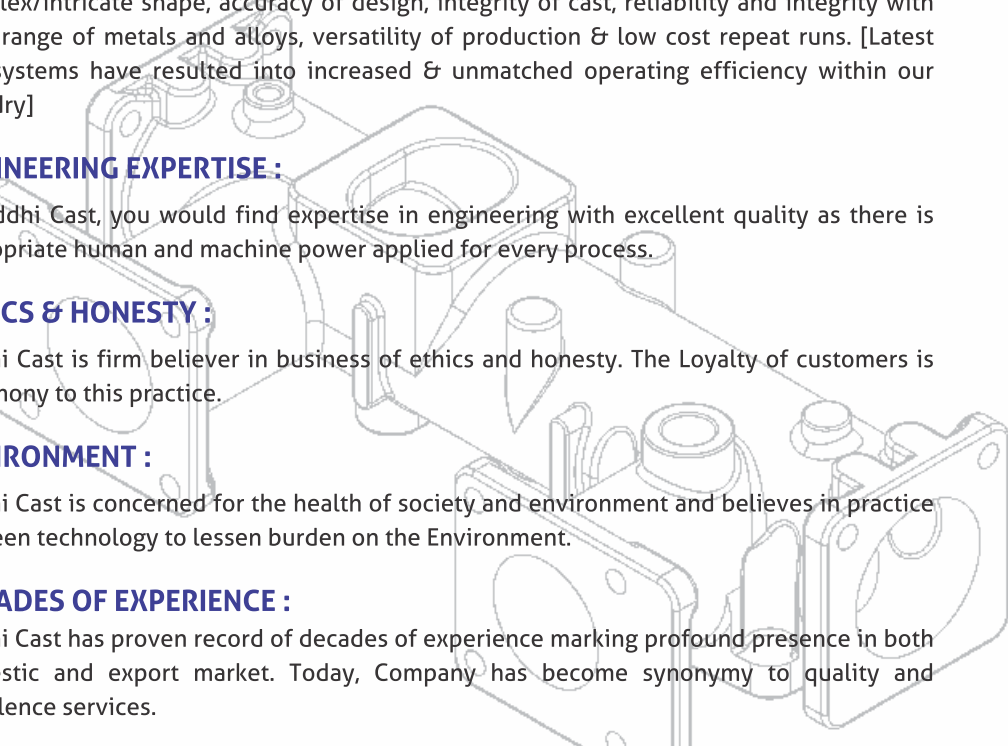 lex/intricate shape, accuracy of design, integrity of cast, reliability and integrity with
range of metals and alloys, versatility of production & low cost repeat runs. [Latest
systems have resulted into increased & unmatched operating efficiency within our
dry]
INEERING EXPERTISE :
ddhi Cast, you would find expertise in engineering with excellent quality as there is
opriate human and machine power applied for every process.
ICS & HONESTY :
i Cast is firm believer in business of ethics and honesty. The Loyalty of customers is
mony to this practice.
IRONMENT :
i Cast is concerned for the health of society and environment and believes in practice
een technology to lessen burden on the Environment.
ADES OF EXPERIENCE :
i Cast has proven record of decades of experience marking profound presence in both
estic and export market. Today, Company has become synonymy to quality and
llence services.